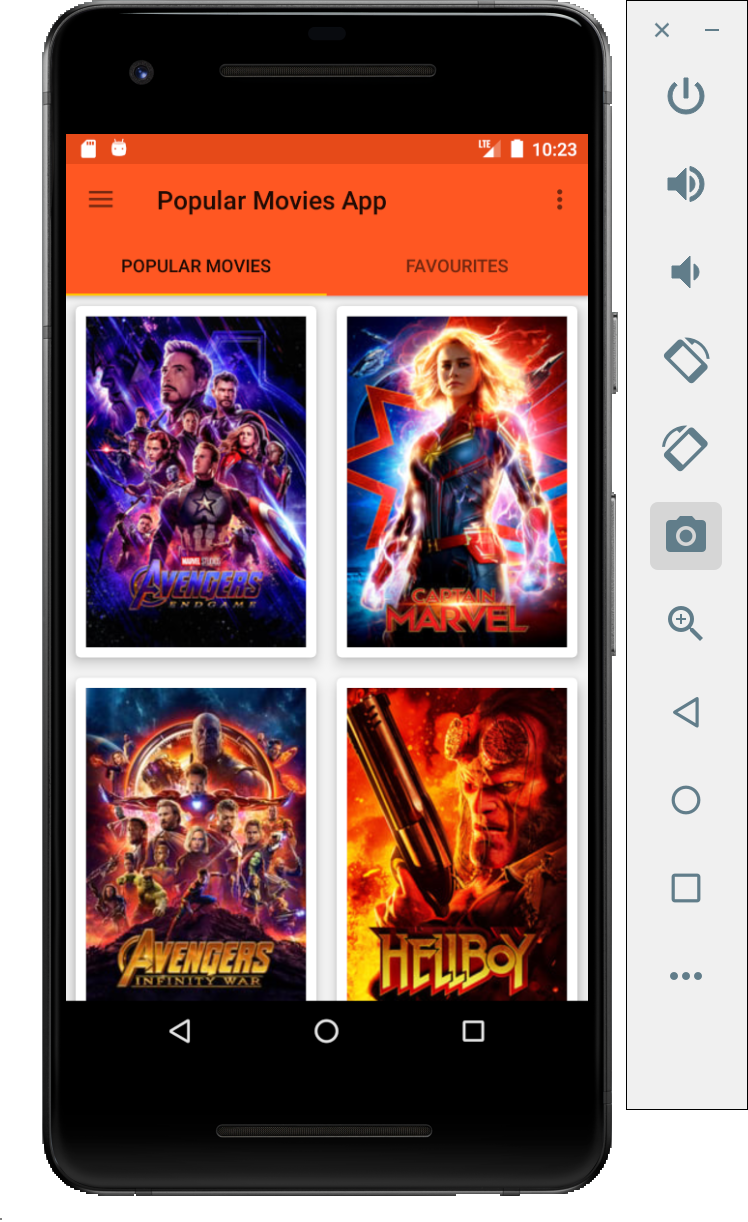 LTE 10:23
Popular Movies App
POPULAR MOVIES FAVOURITES
MARVEL STUDIOS
AVENGERS
ENDGAME
CAPTAIN
MARVEL
AVENGERS
INFINITY WAR
HELLBOY